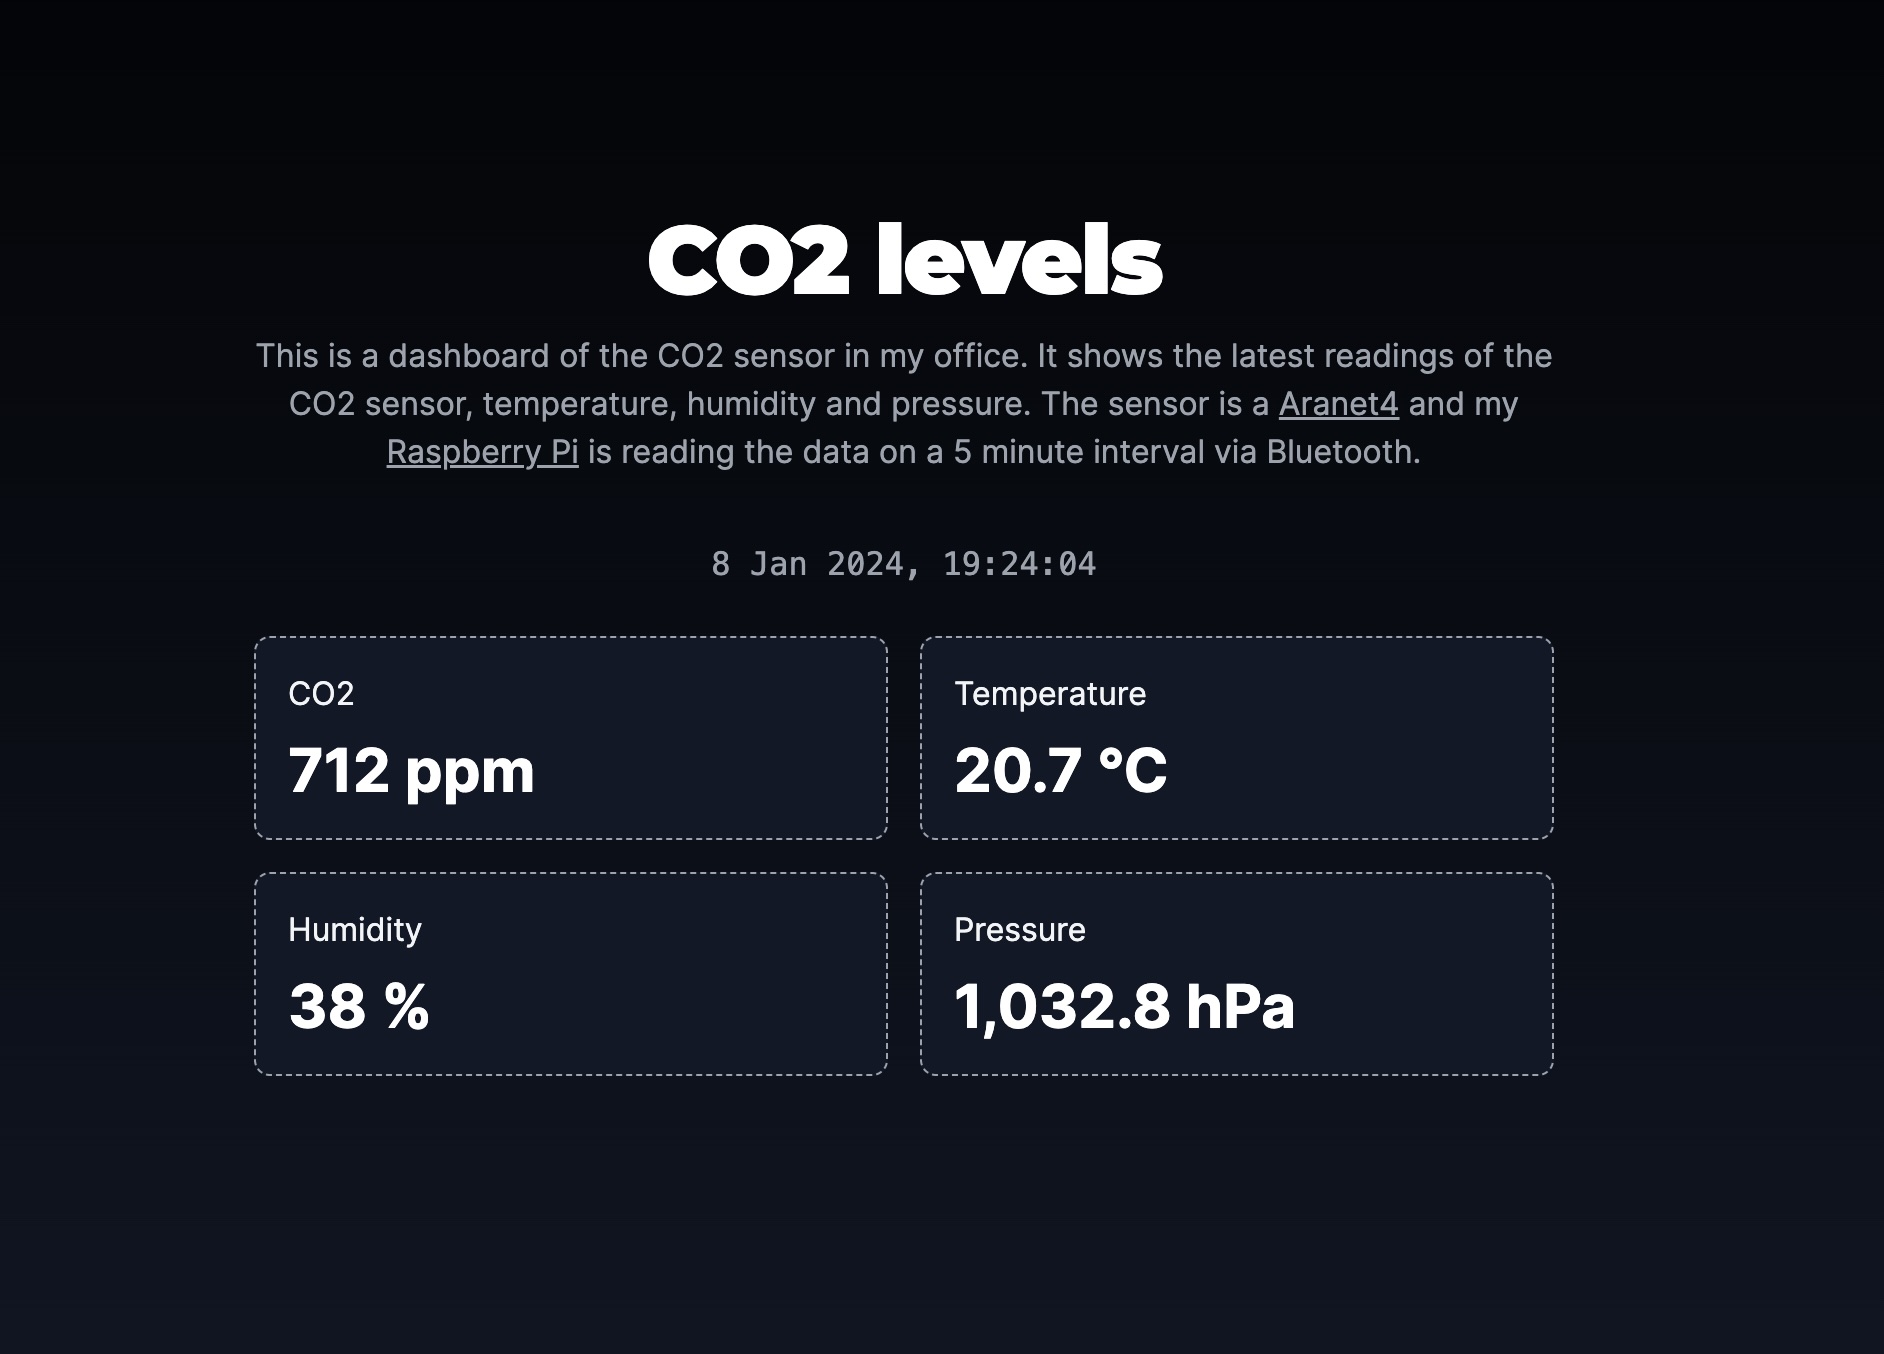 CO2 levels
This is a dashboard of the CO2 sensor in my office. It shows the latest readings of the
CO2 sensor, temperature, humidity and pressure. The sensor is a Aranet4 and my
Raspberry Pi is reading the data on a 5 minute interval via Bluetooth.
8 Jan 2024, 19:24:04
CO2
712 ppm
Temperature
20.7 °C
Humidity
38 %
Pressure
1,032.8 hPa